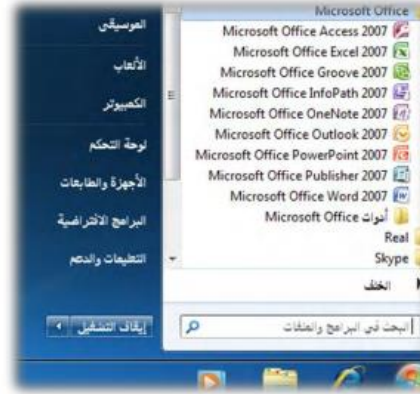 Microsoft Office
Microsoft Office Access 2007
Microsoft Office Excel 2007
Microsoft Office Groove 2007
Microsoft Office InfoPath 2007
Microsoft Office OneNote 2007
Microsoft Office Outlook 2007
Microsoft Office PowerPoint 2007
Microsoft Office Publisher 2007
Microsoft Office Word 2007
أدوات Microsoft Office
Real
Skype
الخلف
ابحث في البرامج والملفات
الموسيقى
الألعاب
الكمبيوتر
لوحة التحكم
الأجهزة والطابعات
البرامج الافتراضية
التعليمات والدعم
إيقاف التشغيل